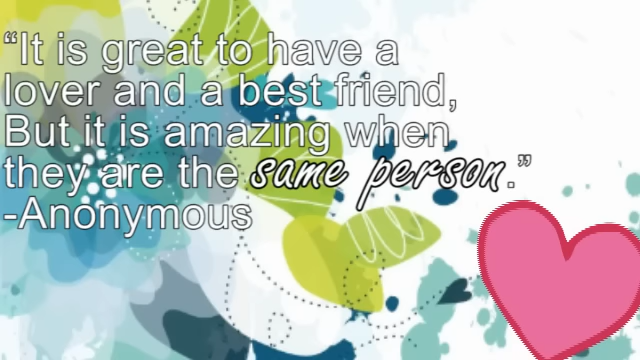 “It is great to have a
lover and a best friend,
But it is amazing when
they are the same person.”
-Anonymous